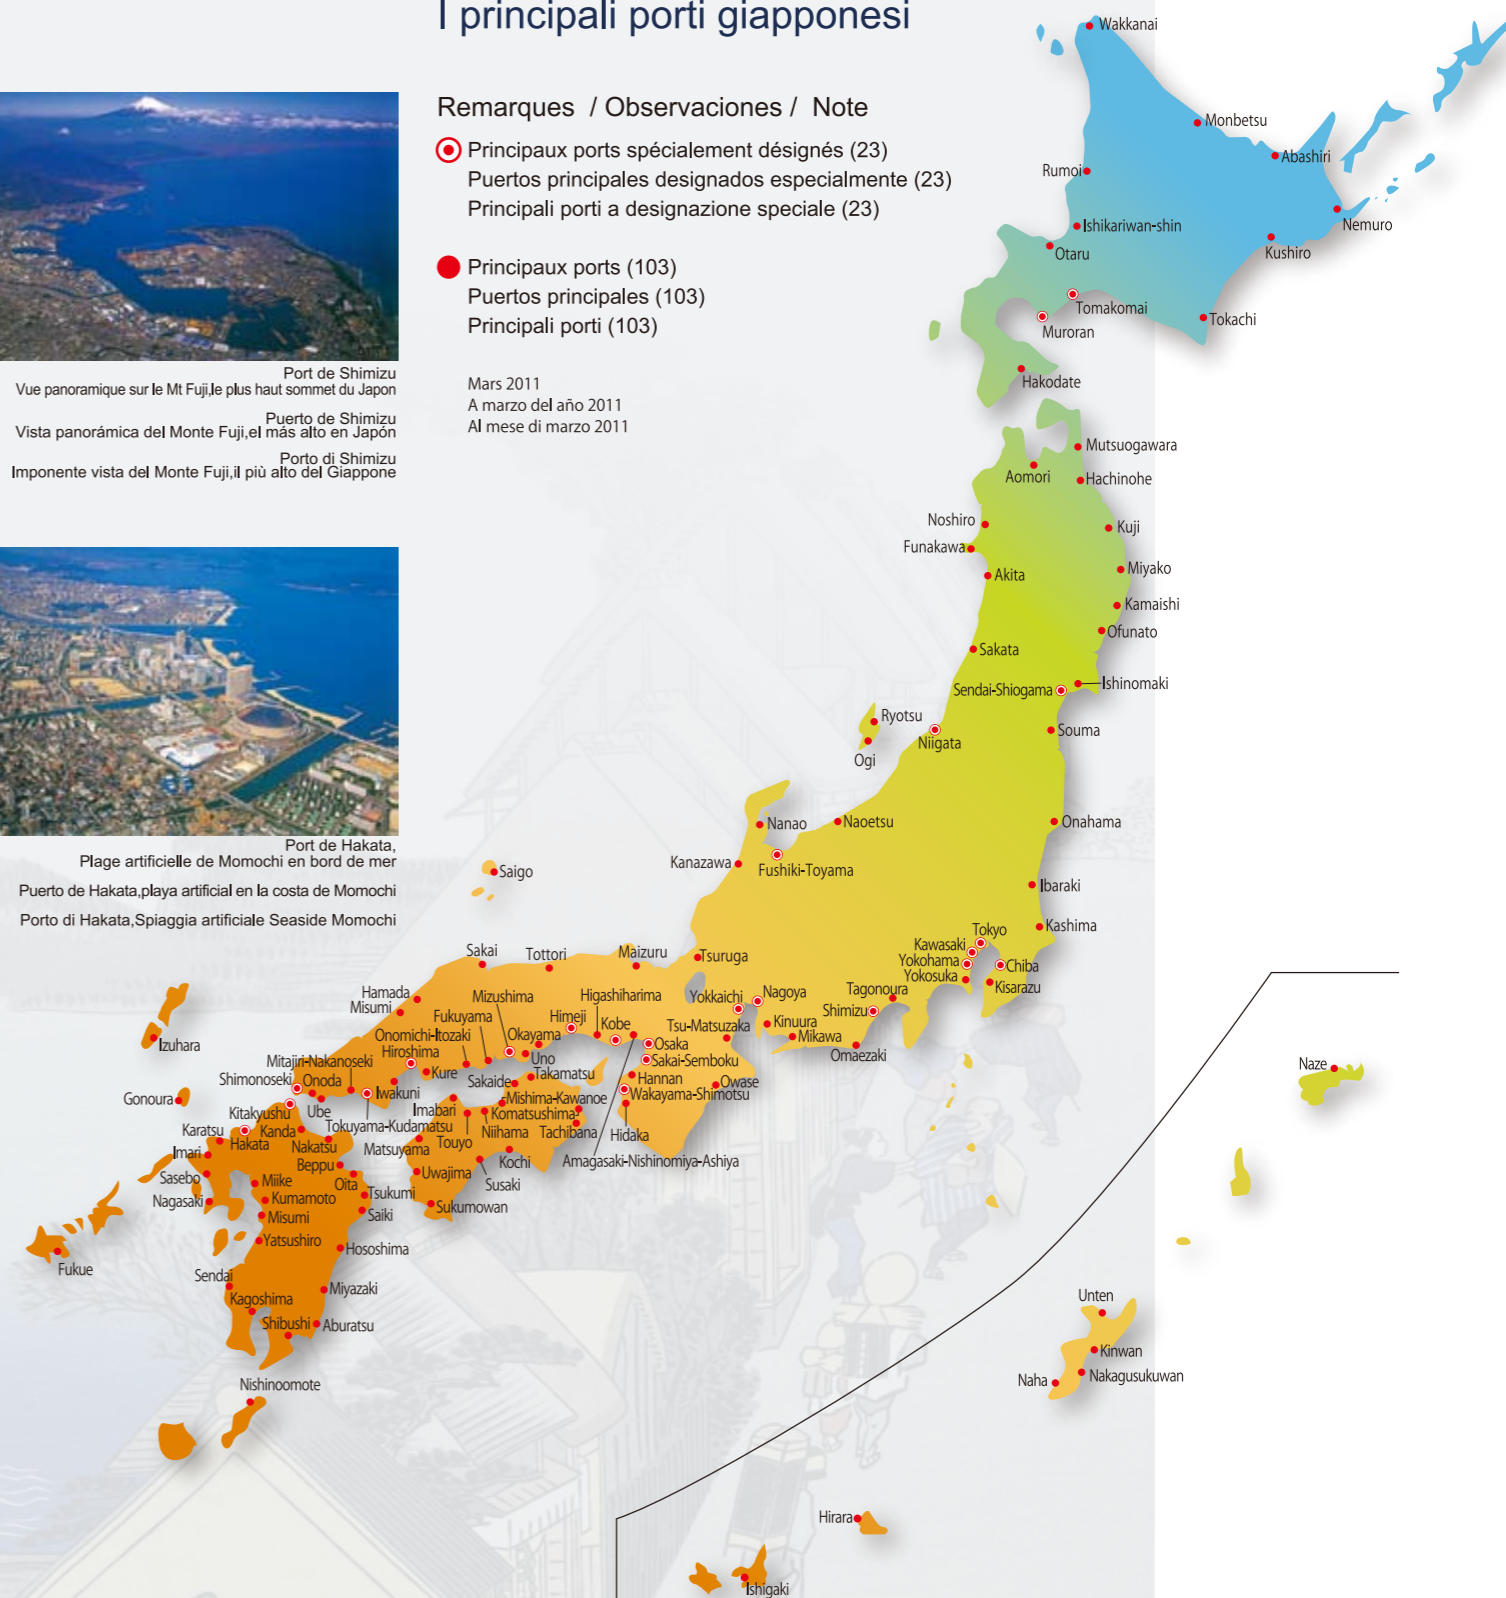 I principali porti giapponesi
Remarques / Observaciones / Note
Principaux ports spécialement désignés (23)
Puertos principales designados especialmente (23)
Principali porti a designazione speciale (23)
Principaux ports (103)
Puertos principales (103)
Principali porti (103)
Mars 2011
A marzo del año 2011
Al mese di marzo 2011
Port de Shimizu
Vue panoramique sur le Mt Fuji,le plus haut sommet du Japon
Puerto de Shimizu
Vista panorámica del Monte Fuji,el más alto en Japón
Porto di Shimizu
Imponente vista del Monte Fuji,il più alto del Giappone
Port de Hakata,
Plage artificielle de Momochi en bord de mer
Puerto de Hakata,playa artificial en la costa de Momochi
Porto di Hakata,Spiaggia artificiale Seaside Momochi
Wakkanai
Monbetsu
Abashiri
Rumoi
Nemuro
Ishikariwan-shin
Kushiro
Otaru
Tomakomai
Tokachi
Muroran
Hakodate
Mutsuogawara
Aomori
Hachinohe
Noshiro
Kuji
Funakawa
Akita
Miyako
Kamaishi
Ofunato
Sakata
Sendai-Shiogama
Ishinomaki
Ryotsu
Niigata
Souma
Ogi
Nanao
Naoetsu
Onahama
Kanazawa
Fushiki-Toyama
Saigo
Ibaraki
Kashima
Tokyo
Kawasaki
Yokohama
Chiba
Yokosuka
Kisarazu
Sakai
Tottori
Maizuru
Tsuruga
Hamada
Misumi
Mizushima
Higashiharima
Yokkaichi
Nagoya
Tagonoura
Shimizu
Fukuyama
Himeji
Kobe
Onomichi-Itozaki
Okayama
Tsu-Matsuzaka
Kinuura
Mikawa
Omaezaki
Hiroshima
Osaka
Izuhara
Mitajiri-Nakanoseki
Uno
Sakai-Semboku
Naze
Shimonoseki
Onoda
Kure
Takamatsu
Sakaide
Hannan
Owase
Iwakuni
Mishima-Kawanoe
Wakayama-Shimotsu
Gonoura
Kitakyushu
Ube
Imabari
Komatsushima
Tokuyama-Kudamatsu
Karatsu
Kanda
Hakata
Niihama
Touyo
Tachibana
Hidaka
Nakatsu
Matsuyama
Imari
Kochi
Amagasaki-Nishinomiya-Ashiya
Beppu
Sasebo
Uwajima
Susaki
Miike
Oita
Nagasaki
Kumamoto
Tsukumi
Sukumowan
Misumi
Saiki
Yatsushiro
Hososhima
Fukue
Sendai
Miyazaki
Kagoshima
Shibushi
Aburatsu
Unten
Kinwan
Naha
Nakagusukuwan
Nishinoomote
Hirara
Ishigaki